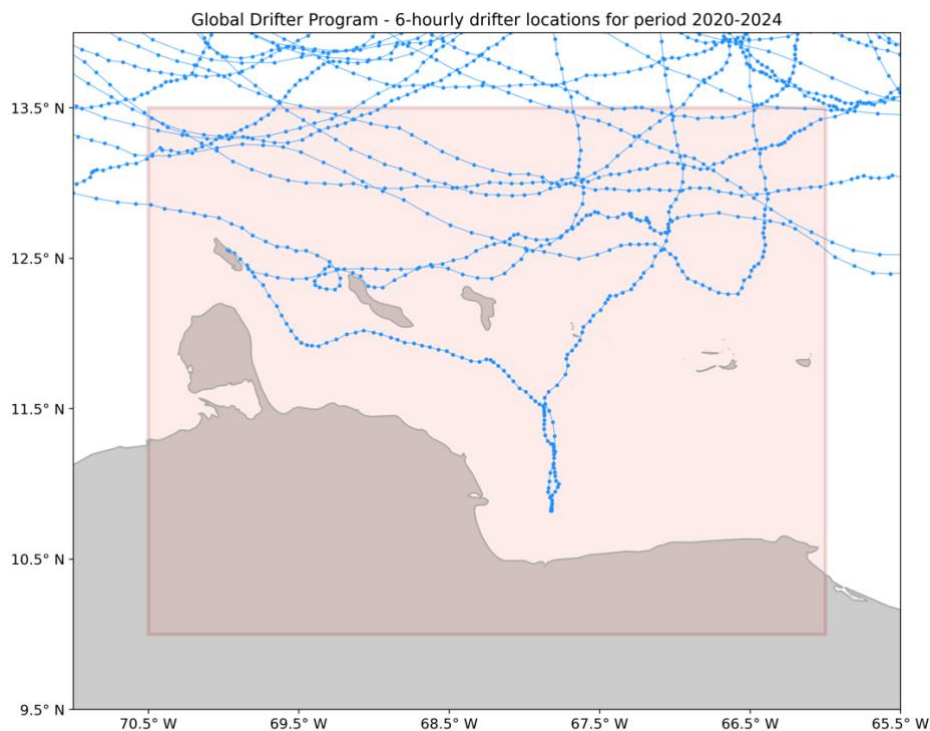 Global Drifter Program - 6-hourly drifter locations for period 2020-2024
13.5° N
12.5° N
11.5° N
10.5° N
9.5° N
70.5° W 69.5° W 68.5° W 67.5° W 66.5° W 65.5° W